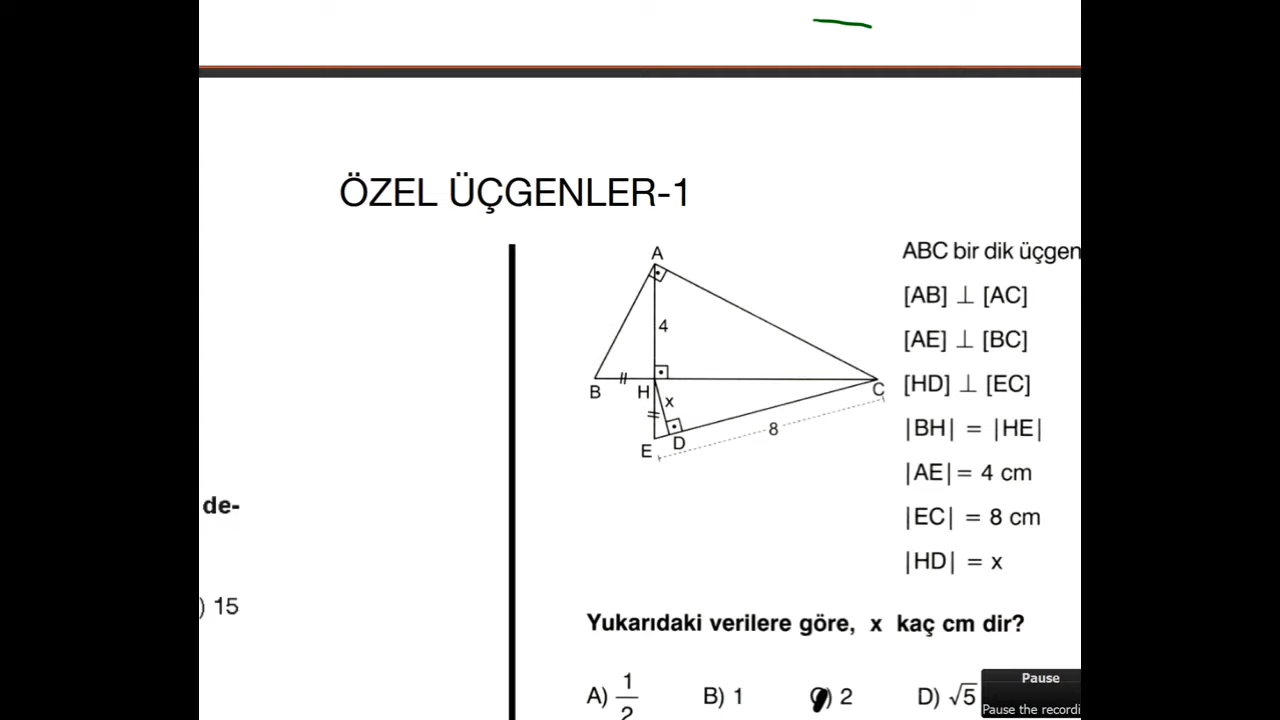 ÖZEL ÜÇGENLER-1
A
4
B
H
x
C
E
D
8
ABC bir dik üçgen
[AB] ⊥ [AC]
[AE] ⊥ [BC]
[HD] ⊥ [EC]
|BH| = |HE|
|AE| = 4 cm
|EC| = 8 cm
|HD| = x
de-
) 15
Yukarıdaki verilere göre, x kaç cm dir?
A) 1/2 B) 1 C) 2 D) √5
Pause
Pause the recordi